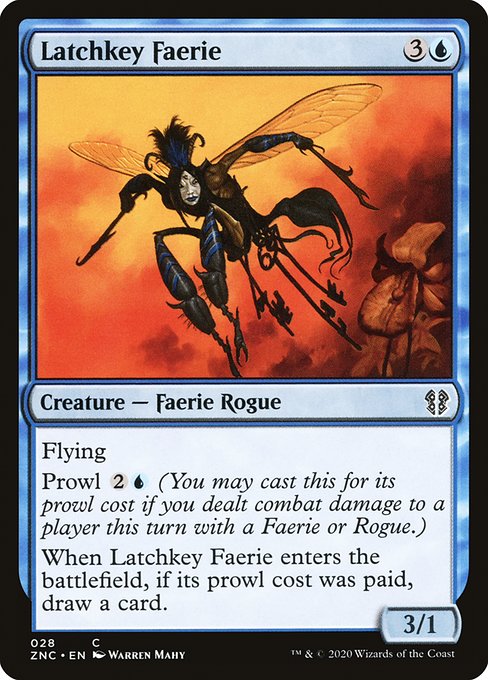 Latchkey Faerie 3
Creature — Faerie Rogue
Flying
Prowl 2 (You may cast this for its
prowl cost if you dealt combat damage to a
player this turn with a Faerie or Rogue.)
When Latchkey Faerie enters the
battlefield, if its prowl cost was paid,
draw a card.
3/1
028 C
ZNC • EN Warren Mahy
™ & © 2020 Wizards of the Coast